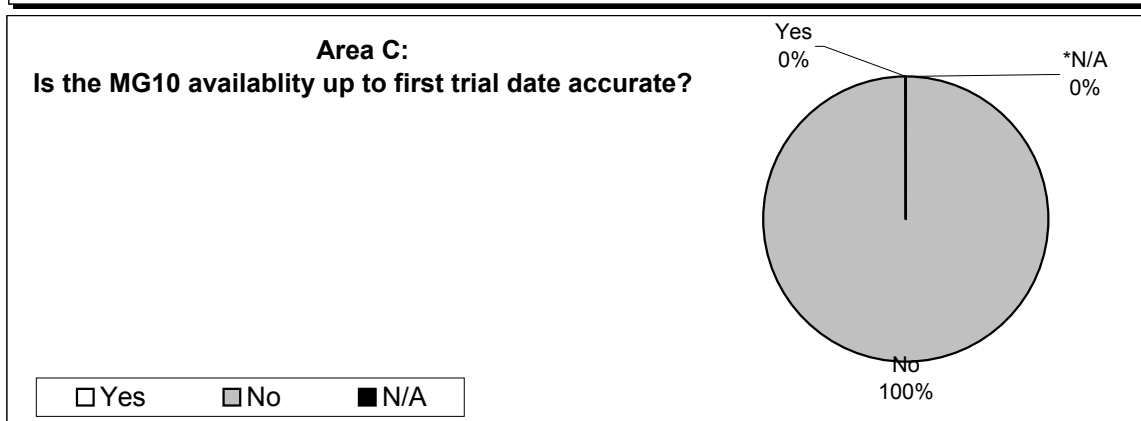 Area C:
Is the MG10 availablity up to first trial date accurate?
Yes
0%
*N/A
0%
No
100%
Yes No N/A